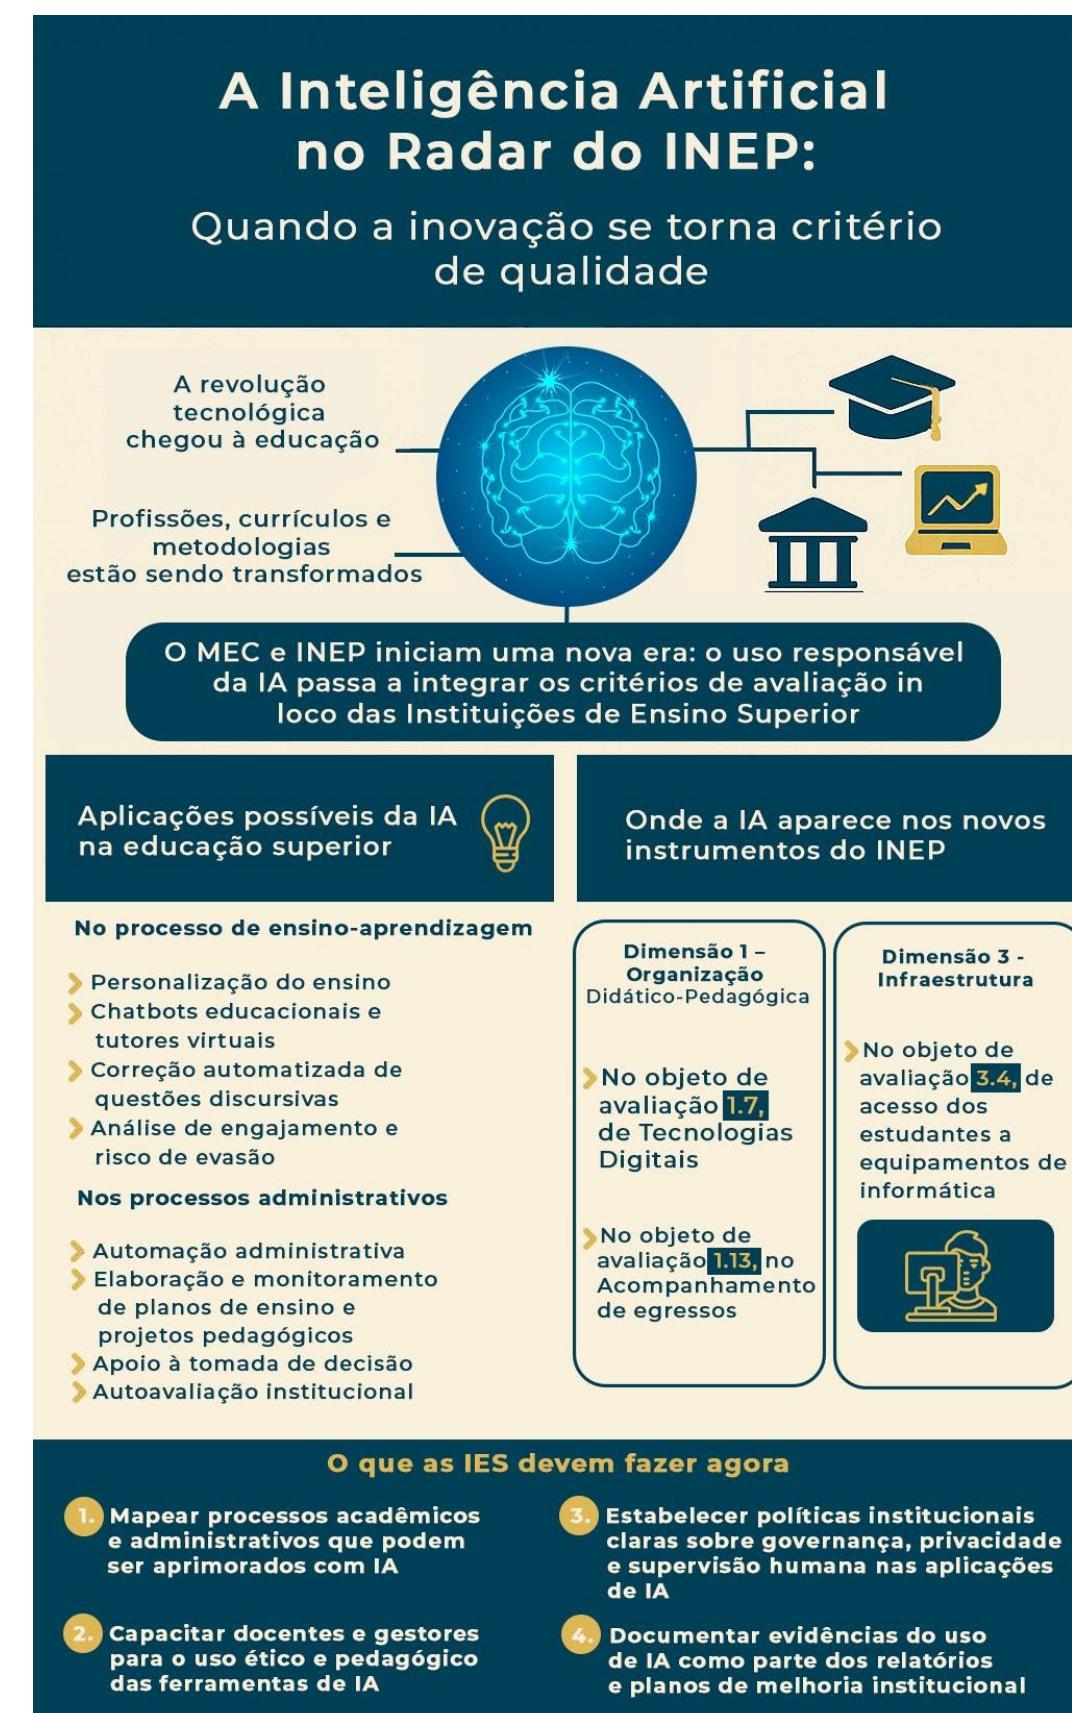 A Inteligência Artificial
no Radar do INEP:
Quando a inovação se torna critério
de qualidade
A revolução
tecnológica
chegou à educação
Profissões, currículos e
metodologias
estão sendo transformados
O MEC e INEP iniciam uma nova era: o uso responsável
da IA passa a integrar os critérios de avaliação in
loco das Instituições de Ensino Superior
Aplicações possíveis da IA
na educação superior
No processo de ensino-aprendizagem
Personalização do ensino
Chatbots educacionais e
tutores virtuais
Correção automatizada de
questões discursivas
Análise de engajamento e
risco de evasão
Nos processos administrativos
Automação administrativa
Elaboração e monitoramento
de planos de ensino e
projetos pedagógicos
Apoio à tomada de decisão
Autoavaliação institucional
Onde a IA aparece nos novos
instrumentos do INEP
Dimensão 1 –
Organização
Didático-Pedagógica
No objeto de
avaliação 1.7,
de Tecnologias
Digitais
No objeto de
avaliação 1.13, no
Acompanhamento
de egressos
Dimensão 3 -
Infraestrutura
No objeto de
avaliação 3.4, de
acesso dos
estudantes a
equipamentos de
informática
O que as IES devem fazer agora
1. Mapear processos acadêmicos
e administrativos que podem
ser aprimorados com IA
2. Capacitar docentes e gestores
para o uso ético e pedagógico
das ferramentas de IA
3. Estabelecer políticas institucionais
claras sobre governança, privacidade
e supervisão humana nas aplicações
de IA
4. Documentar evidências do uso
de IA como parte dos relatórios
e planos de melhoria institucional